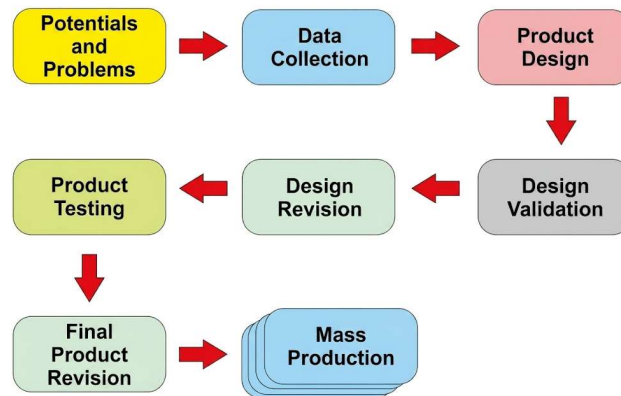 Potentials
and
Problems
Data
Collection
Product
Design
Design
Validation
Design
Revision
Product
Testing
Final
Product
Revision
Mass
Production